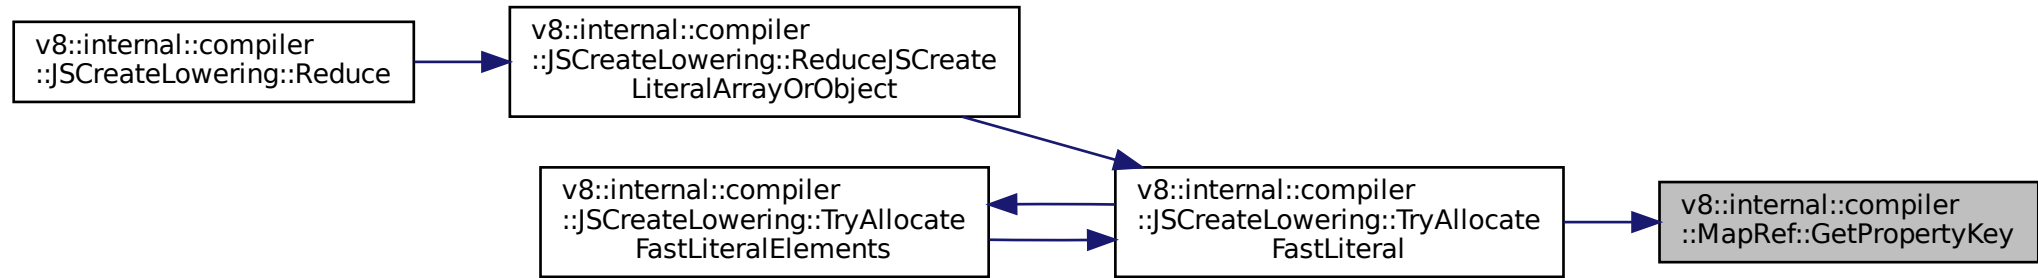 v8::internal::compiler
::JSCreateLowering::Reduce
v8::internal::compiler
::JSCreateLowering::ReduceJSCreate
LiteralArrayOrObject
v8::internal::compiler
::JSCreateLowering::TryAllocate
FastLiteralElements
v8::internal::compiler
::JSCreateLowering::TryAllocate
FastLiteral
v8::internal::compiler
::MapRef::GetPropertyKey